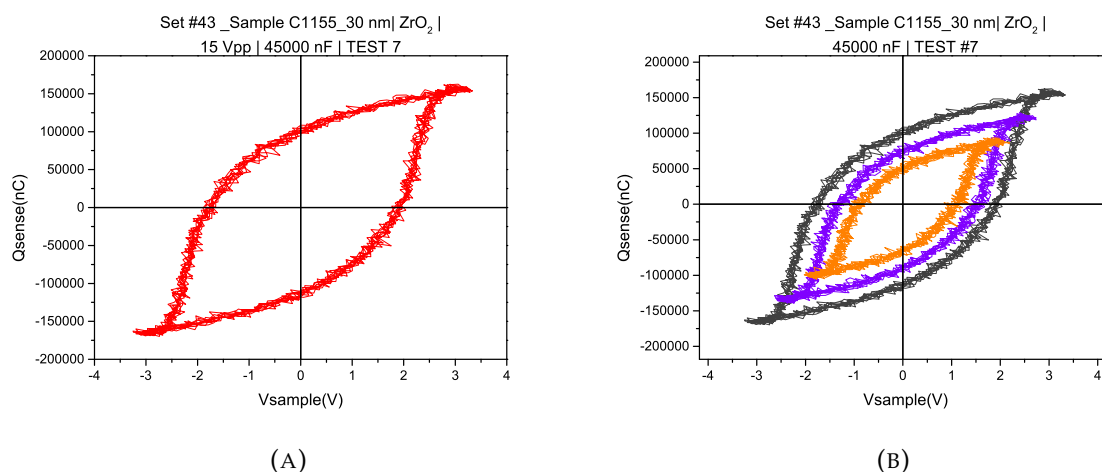 Set #43 _Sample C1155_30 nm| ZrO₂ |
15 Vpp | 45000 nF | TEST 7
200000
150000
100000
50000
0
-50000
-100000
-150000
-200000
Qsense(nC)
-4 -3 -2 -1 0 1 2 3 4
Vsample(V)
(A)
Set #43 _Sample C1155_30 nm| ZrO₂ |
45000 nF | TEST #7
200000
150000
100000
50000
0
-50000
-100000
-150000
-200000
Qsense(nC)
-4 -3 -2 -1 0 1 2 3 4
Vsample(V)
(B)